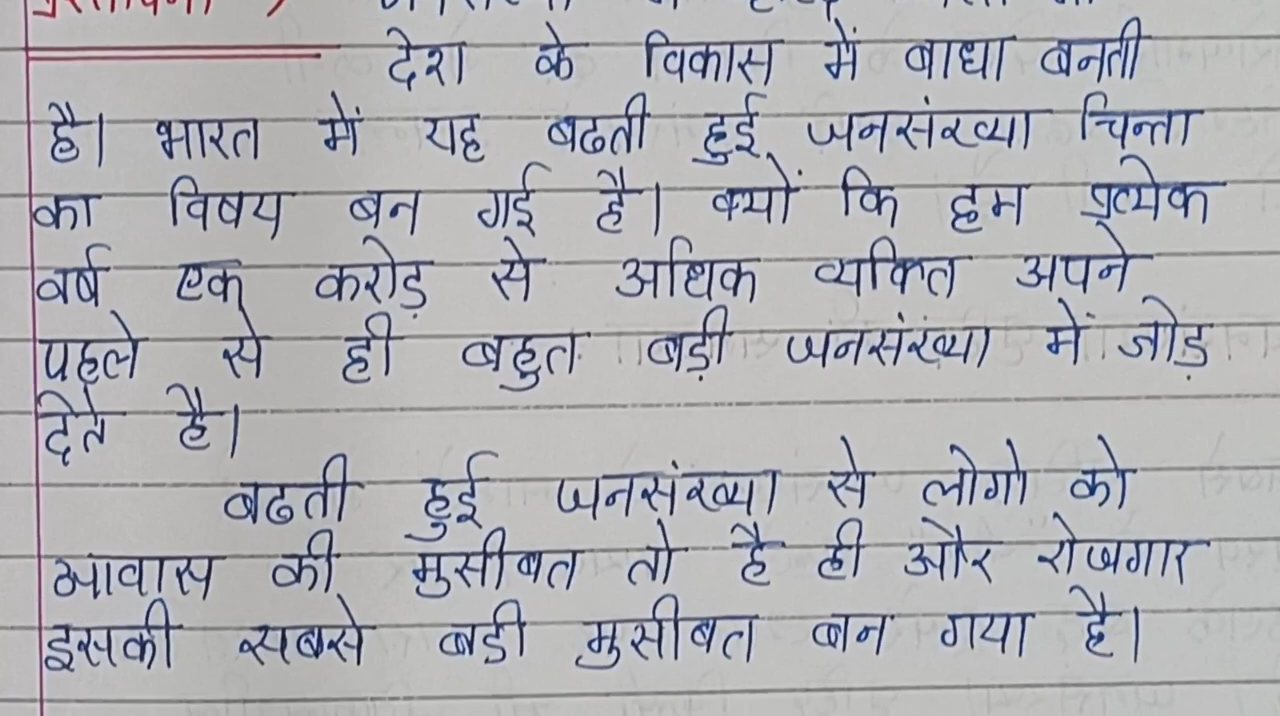 देश के विकास में बाधा बनती
है। भारत में यह बढती हुई जनसंख्या चिन्ता
का विषय बन गई है। क्यों कि हम प्रत्येक
वर्ष एक करोड़ से अधिक व्यक्ति अपने
पहले से ही बहुत बड़ी जनसंख्या में जोड़
देते है।
बढती हुई जनसंख्या से लोगो को
आवास की मुसीबत तो है ही और रोजगार
इसकी सबसे बडी मुसीबत बन गया है।